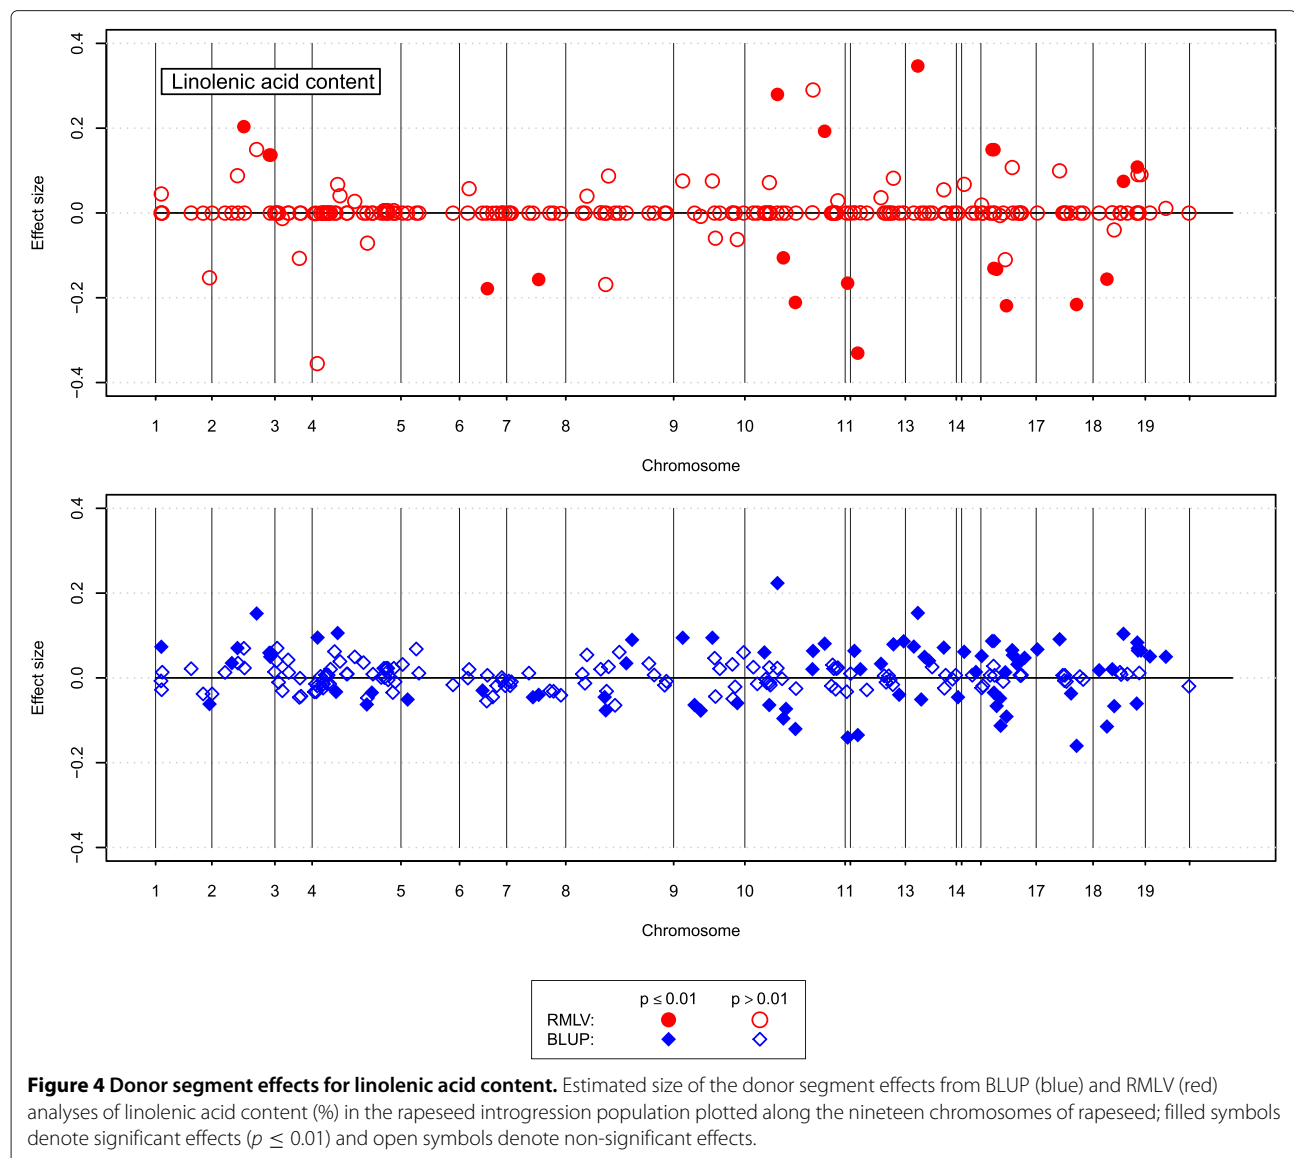 0.4
0.2
0.0
−0.2
−0.4
Effect size
Linolenic acid content
1 2 3 4 5 6 7 8 9 10 11 13 14 17 18 19
Chromosome
0.4
0.2
0.0
−0.2
−0.4
Effect size
1 2 3 4 5 6 7 8 9 10 11 13 14 17 18 19
Chromosome
p ≤ 0.01 p > 0.01
RMLV:
BLUP:
Figure 4 Donor segment effects for linolenic acid content. Estimated size of the donor segment effects from BLUP (blue) and RMLV (red)
analyses of linolenic acid content (%) in the rapeseed introgression population plotted along the nineteen chromosomes of rapeseed; filled symbols
denote significant effects (p ≤ 0.01) and open symbols denote non-significant effects.